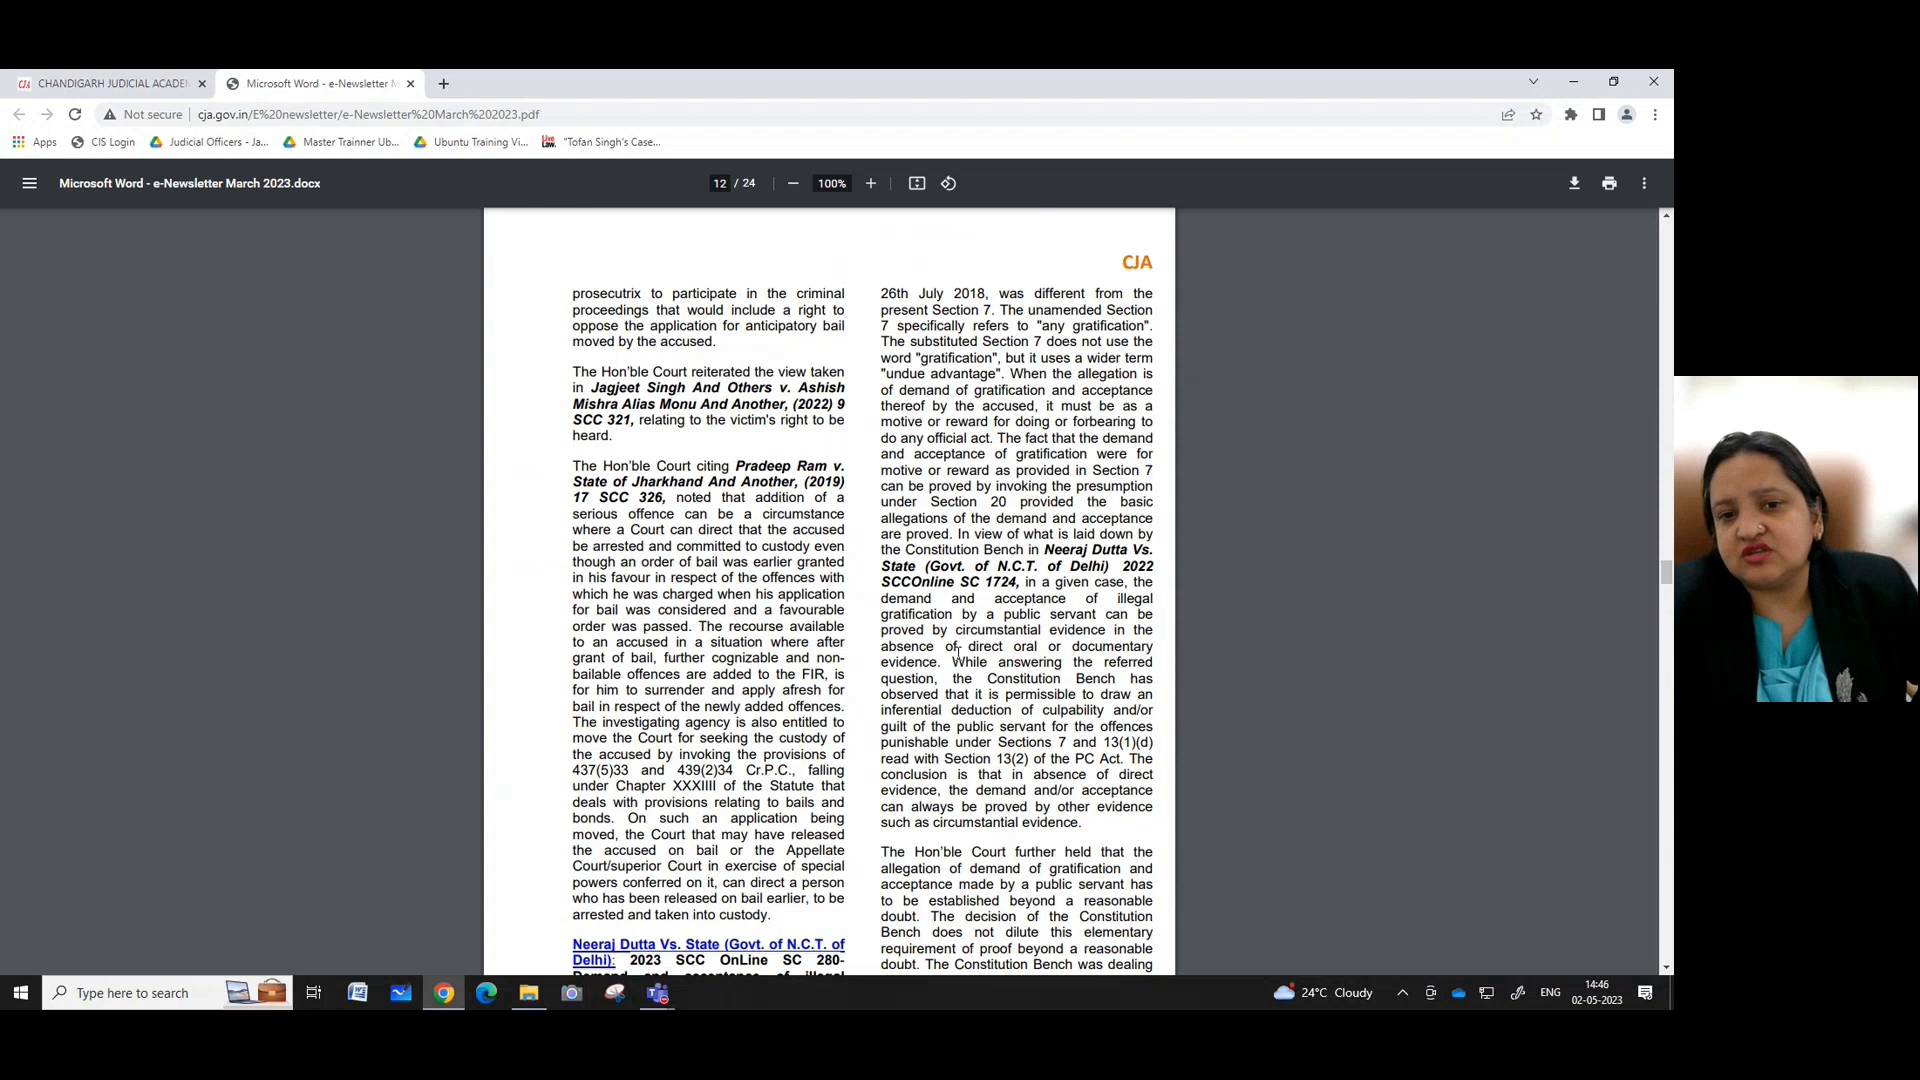 CJA CHANDIGARH JUDICIAL ACADEM
Microsoft Word - e-Newsletter M
Not secure cja.gov.in/E%20newsletter/e-Newsletter%20March%202023.pdf
Apps CIS Login Judicial Officers - Ja... Master Trainner Ub... Ubuntu Training Vi... Live Law. "Tofan Singh's Case...
Microsoft Word - e-Newsletter March 2023.docx 12 / 24 100%
CJA
prosecutrix to participate in the criminal
proceedings that would include a right to
oppose the application for anticipatory bail
moved by the accused.
The Hon'ble Court reiterated the view taken
in Jagjeet Singh And Others v. Ashish
Mishra Alias Monu And Another, (2022) 9
SCC 321, relating to the victim's right to be
heard.
The Hon'ble Court citing Pradeep Ram v.
State of Jharkhand And Another, (2019)
17 SCC 326, noted that addition of a
serious offence can be a circumstance
where a Court can direct that the accused
be arrested and committed to custody even
though an order of bail was earlier granted
in his favour in respect of the offences with
which he was charged when his application
for bail was considered and a favourable
order was passed. The recourse available
to an accused in a situation where after
grant of bail, further cognizable and non-
bailable offences are added to the FIR, is
for him to surrender and apply afresh for
bail in respect of the newly added offences.
The investigating agency is also entitled to
move the Court for seeking the custody of
the accused by invoking the provisions of
437(5)33 and 439(2)34 Cr.P.C., falling
under Chapter XXXIIII of the Statute that
deals with provisions relating to bails and
bonds. On such an application being
moved, the Court that may have released
the accused on bail or the Appellate
Court/superior Court in exercise of special
powers conferred on it, can direct a person
who has been released on bail earlier, to be
arrested and taken into custody.
Neeraj Dutta Vs. State (Govt. of N.C.T. of
Delhi): 2023 SCC OnLine SC 280-
Demand and acceptance of illegal
26th July 2018, was different from the
present Section 7. The unamended Section
7 specifically refers to "any gratification".
The substituted Section 7 does not use the
word "gratification", but it uses a wider term
"undue advantage". When the allegation is
of demand of gratification and acceptance
thereof by the accused, it must be as a
motive or reward for doing or forbearing to
do any official act. The fact that the demand
and acceptance of gratification were for
motive or reward as provided in Section 7
can be proved by invoking the presumption
under Section 20 provided the basic
allegations of the demand and acceptance
are proved. In view of what is laid down by
the Constitution Bench in Neeraj Dutta Vs.
State (Govt. of N.C.T. of Delhi) 2022
SCCOnline SC 1724, in a given case, the
demand and acceptance of illegal
gratification by a public servant can be
proved by circumstantial evidence in the
absence of direct oral or documentary
evidence. While answering the referred
question, the Constitution Bench has
observed that it is permissible to draw an
inferential deduction of culpability and/or
guilt of the public servant for the offences
punishable under Sections 7 and 13(1)(d)
read with Section 13(2) of the PC Act. The
conclusion is that in absence of direct
evidence, the demand and/or acceptance
can always be proved by other evidence
such as circumstantial evidence.
The Hon'ble Court further held that the
allegation of demand of gratification and
acceptance made by a public servant has
to be established beyond a reasonable
doubt. The decision of the Constitution
Bench does not dilute this elementary
requirement of proof beyond a reasonable
doubt. The Constitution Bench was dealing
Type here to search
24°C Cloudy
ENG
14:46
02-05-2023